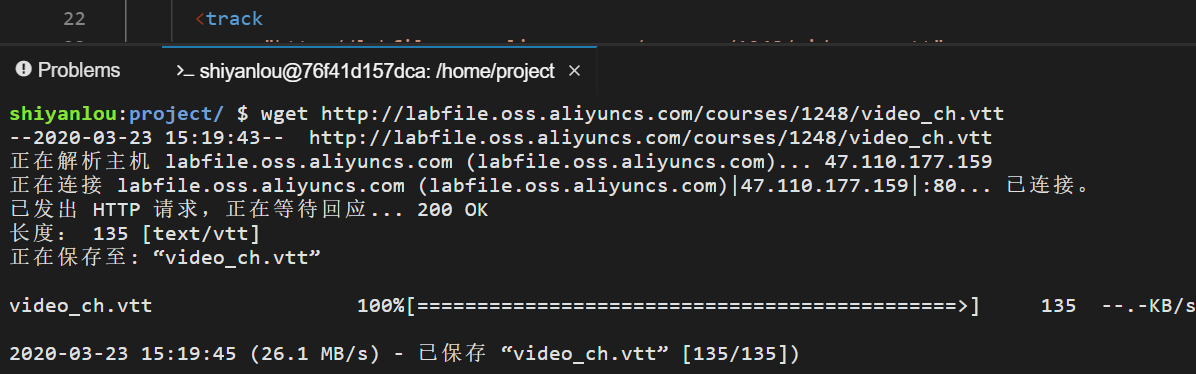 22 <track
Problems
>_ shiyanlou@76f41d157dca: /home/project ×
shiyanlou:project/ $ wget http://labfile.oss.aliyuncs.com/courses/1248/video_ch.vtt
--2020-03-23 15:19:43-- http://labfile.oss.aliyuncs.com/courses/1248/video_ch.vtt
正在解析主机 labfile.oss.aliyuncs.com (labfile.oss.aliyuncs.com)... 47.110.177.159
正在连接 labfile.oss.aliyuncs.com (labfile.oss.aliyuncs.com)|47.110.177.159|:80... 已连接。
已发出 HTTP 请求，正在等待回应... 200 OK
长度： 135 [text/vtt]
正在保存至: “video_ch.vtt”
video_ch.vtt 100%[=============================================>] 135 --.-KB/s
2020-03-23 15:19:45 (26.1 MB/s) - 已保存 “video_ch.vtt” [135/135])